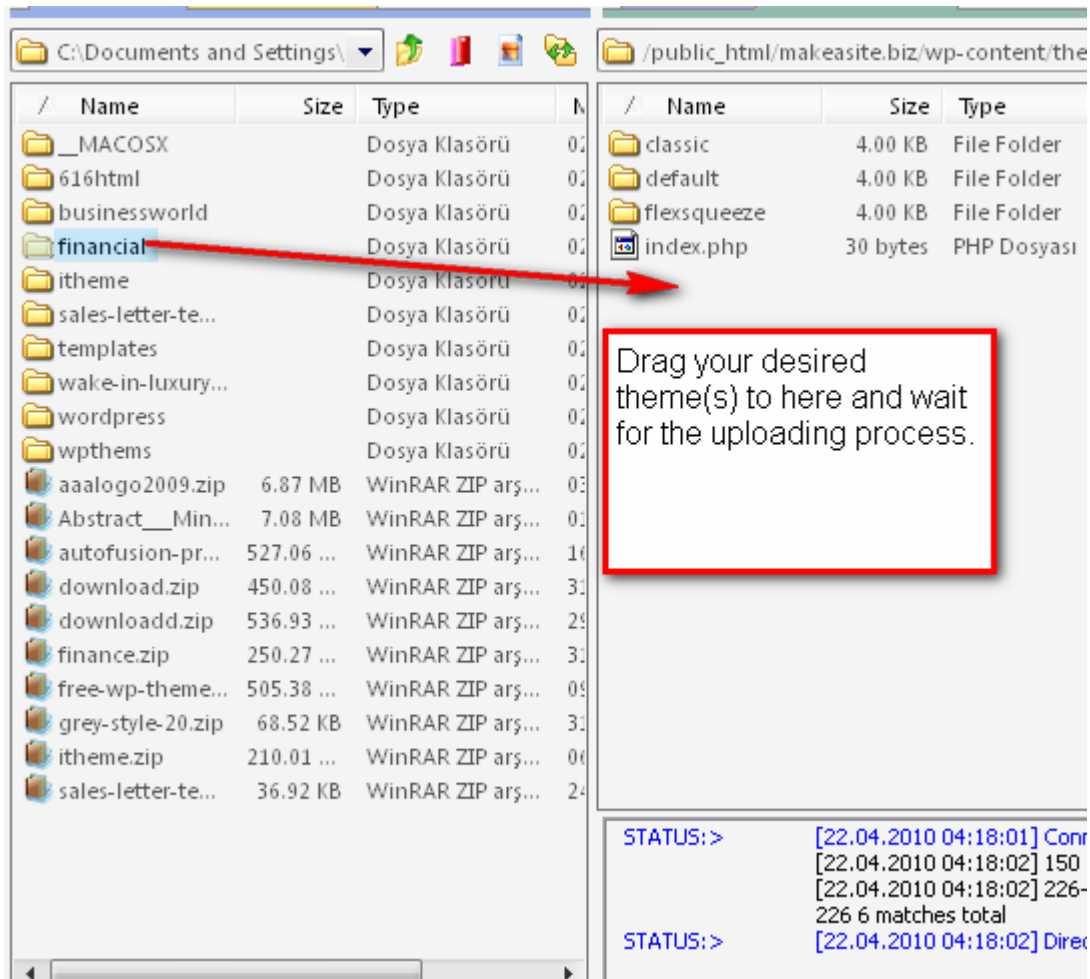 C:\Documents and Settings\
/ Name Size Type
__MACOSX Dosya Klasörü
616html Dosya Klasörü
businessworld Dosya Klasörü
financial Dosya Klasörü
itheme Dosya Klasörü
sales-letter-te... Dosya Klasörü
templates Dosya Klasörü
wake-in-luxury... Dosya Klasörü
wordpress Dosya Klasörü
wpthems Dosya Klasörü
aaalogo2009.zip 6.87 MB WinRAR ZIP arş...
Abstract___Min... 7.08 MB WinRAR ZIP arş...
autofusion-pr... 527.06 ... WinRAR ZIP arş...
download.zip 450.08 ... WinRAR ZIP arş...
downloadd.zip 536.93 ... WinRAR ZIP arş...
finance.zip 250.27 ... WinRAR ZIP arş...
free-wp-theme... 505.38 ... WinRAR ZIP arş...
grey-style-20.zip 68.52 KB WinRAR ZIP arş...
itheme.zip 210.01 ... WinRAR ZIP arş...
sales-letter-te... 36.92 KB WinRAR ZIP arş...
/public_html/makeasite.biz/wp-content/the
/ Name Size Type
classic 4.00 KB File Folder
default 4.00 KB File Folder
flexsqueeze 4.00 KB File Folder
index.php 30 bytes PHP Dosyası
Drag your desired
theme(s) to here and wait
for the uploading process.
STATUS:> [22.04.2010 04:18:01] Conn
[22.04.2010 04:18:02] 150
[22.04.2010 04:18:02] 226-
226 6 matches total
STATUS:> [22.04.2010 04:18:02] Direc